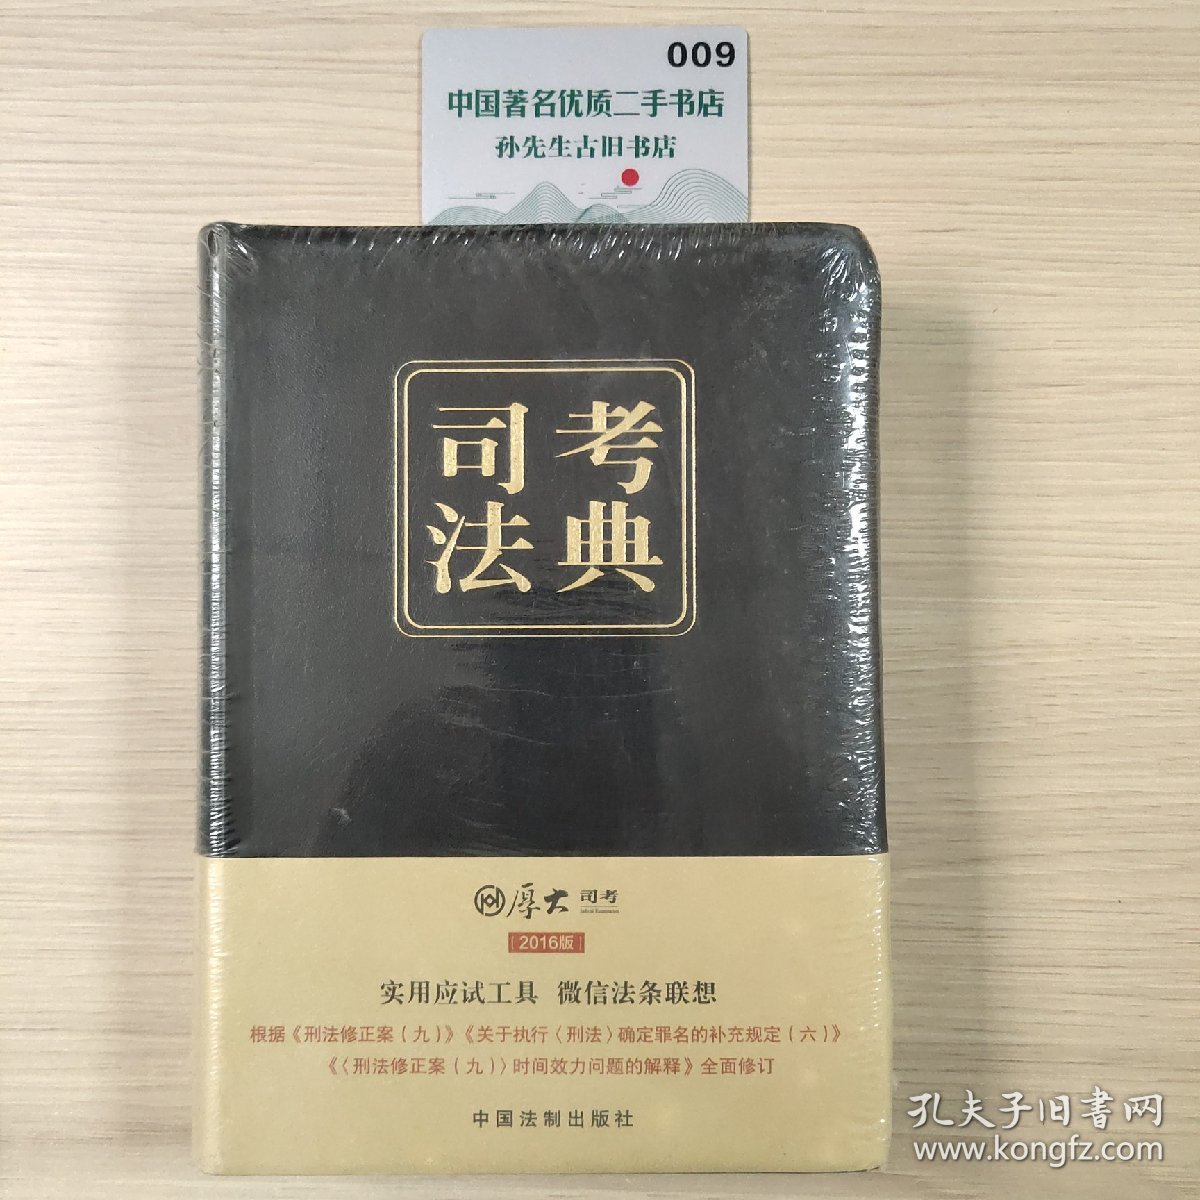 009
中国著名优质二手书店
孙先生古旧书店
司考
法典
厚大 司考
Judicial Examination
[2016版]
实用应试工具 微信法条联想
根据《刑法修正案（九）》《关于执行〈刑法〉确定罪名的补充规定（六）》
《〈刑法修正案（九）〉时间效力问题的解释》全面修订
中国法制出版社
孔夫子旧书网
www.kongfz.com